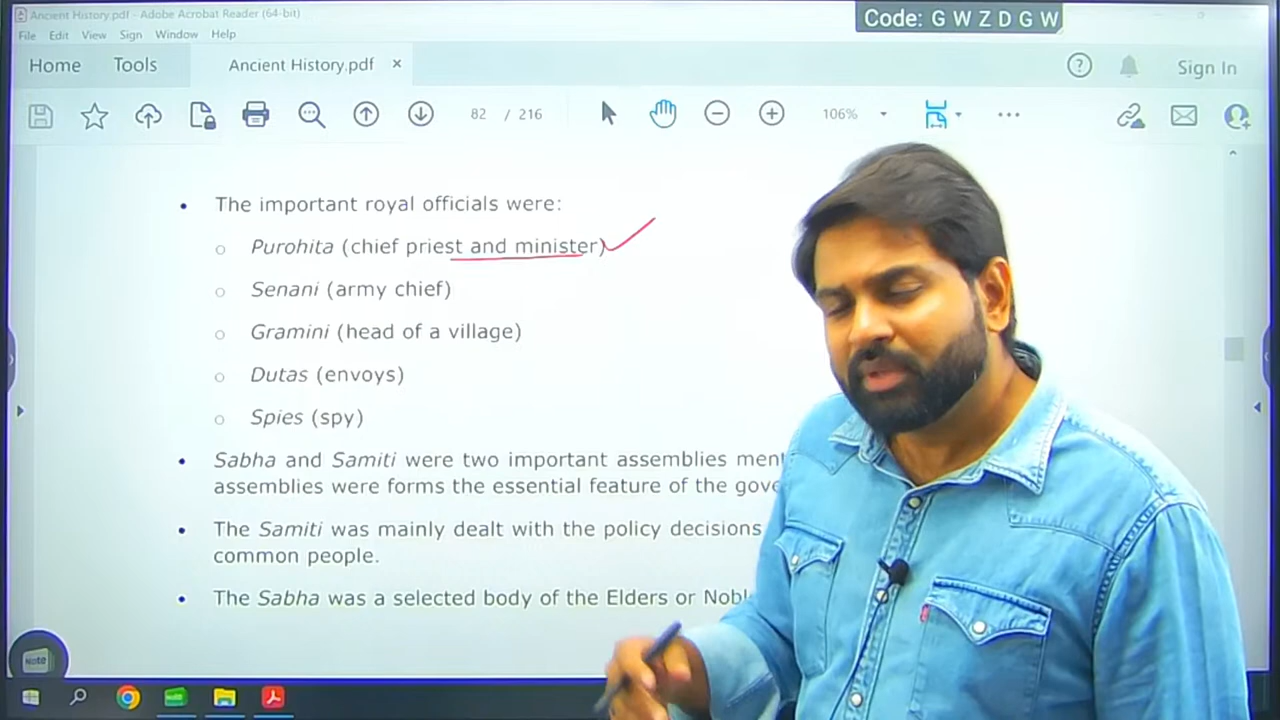 Ancient History.pdf - Adobe Acrobat Reader (64-bit)
Code: G W Z D G W
File Edit View Sign Window Help
Home Tools Ancient History.pdf ×
? Sign In
82 / 216 106%
• The important royal officials were:
o Purohita (chief priest and minister)
o Senani (army chief)
o Gramini (head of a village)
o Dutas (envoys)
o Spies (spy)
• Sabha and Samiti were two important assemblies
assemblies were forms the essential feature of the
• The Samiti was mainly dealt with the policy decisions
common people.
• The Sabha was a selected body of the Elders or
Note